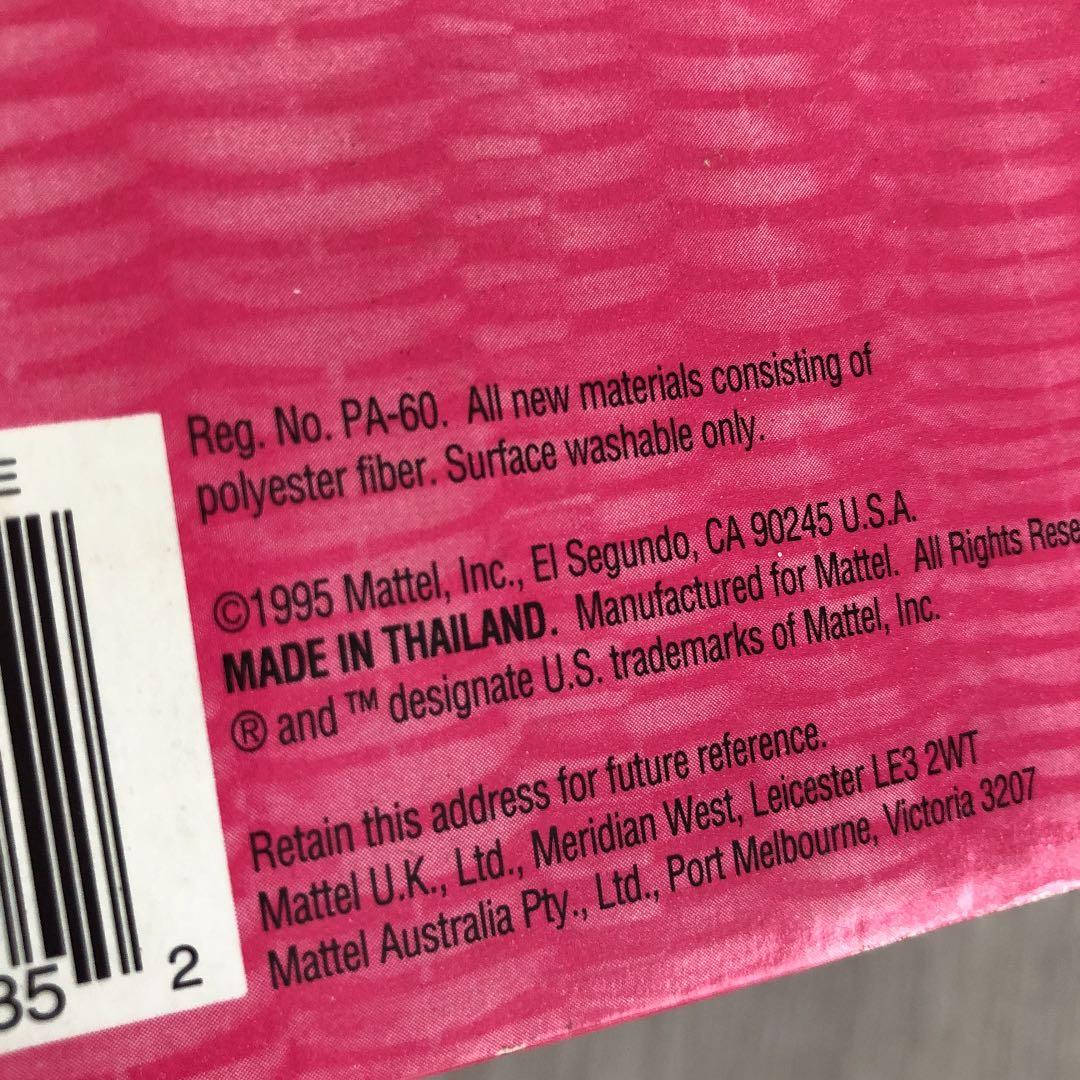 Reg. No. PA-60. All new materials consisting of
polyester fiber. Surface washable only.
©1995 Mattel, Inc., El Segundo, CA 90245 U.S.A.
MADE IN THAILAND. Manufactured for Mattel. All Rights Rese
® and ™ designate U.S. trademarks of Mattel, Inc.
Retain this address for future reference.
Mattel U.K., Ltd., Meridian West, Leicester LE3 2WT
Mattel Australia Pty., Ltd., Port Melbourne, Victoria 3207
E
35 2